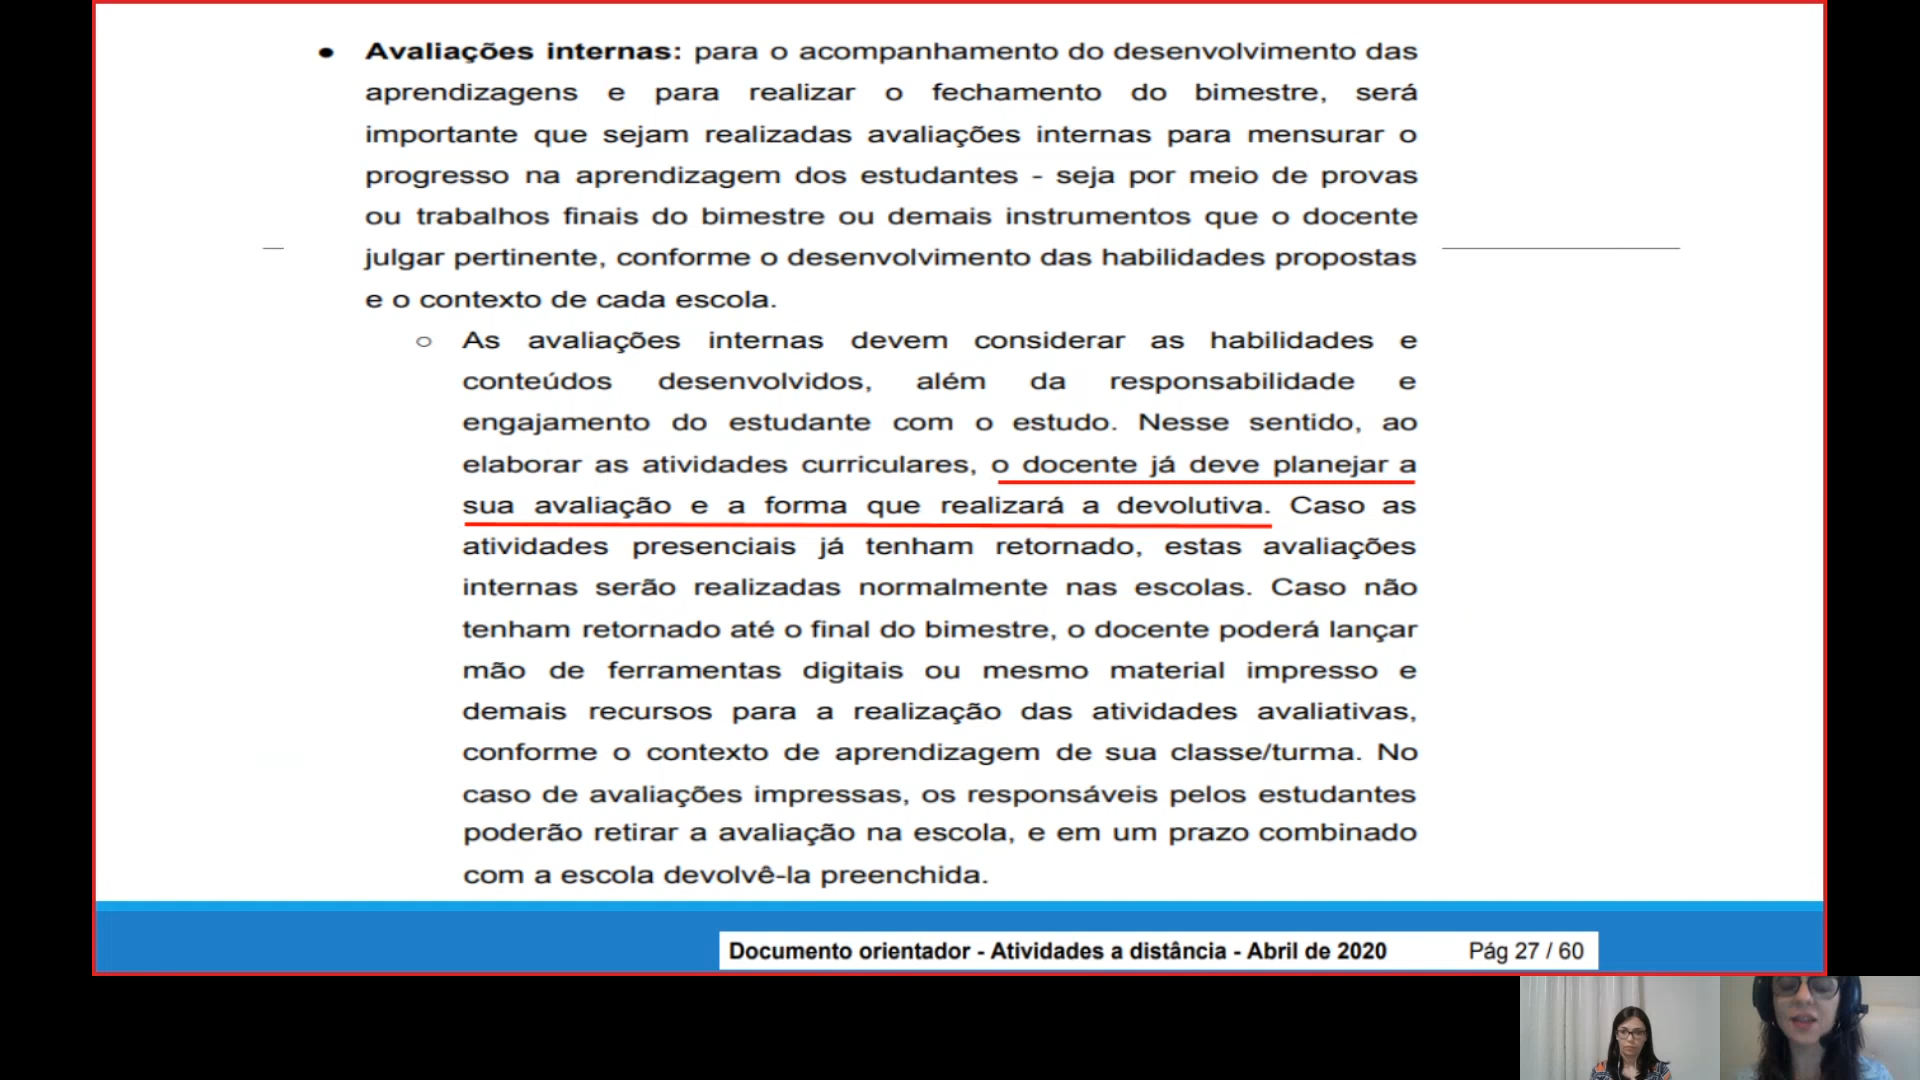 ● Avaliações internas: para o acompanhamento do desenvolvimento das
aprendizagens e para realizar o fechamento do bimestre, será
importante que sejam realizadas avaliações internas para mensurar o
progresso na aprendizagem dos estudantes - seja por meio de provas
ou trabalhos finais do bimestre ou demais instrumentos que o docente
julgar pertinente, conforme o desenvolvimento das habilidades propostas
e o contexto de cada escola.
○ As avaliações internas devem considerar as habilidades e
conteúdos desenvolvidos, além da responsabilidade e
engajamento do estudante com o estudo. Nesse sentido, ao
elaborar as atividades curriculares, o docente já deve planejar a
sua avaliação e a forma que realizará a devolutiva. Caso as
atividades presenciais já tenham retornado, estas avaliações
internas serão realizadas normalmente nas escolas. Caso não
tenham retornado até o final do bimestre, o docente poderá lançar
mão de ferramentas digitais ou mesmo material impresso e
demais recursos para a realização das atividades avaliativas,
conforme o contexto de aprendizagem de sua classe/turma. No
caso de avaliações impressas, os responsáveis pelos estudantes
poderão retirar a avaliação na escola, e em um prazo combinado
com a escola devolvê-la preenchida.
Documento orientador - Atividades a distância - Abril de 2020 Pág 27 / 60